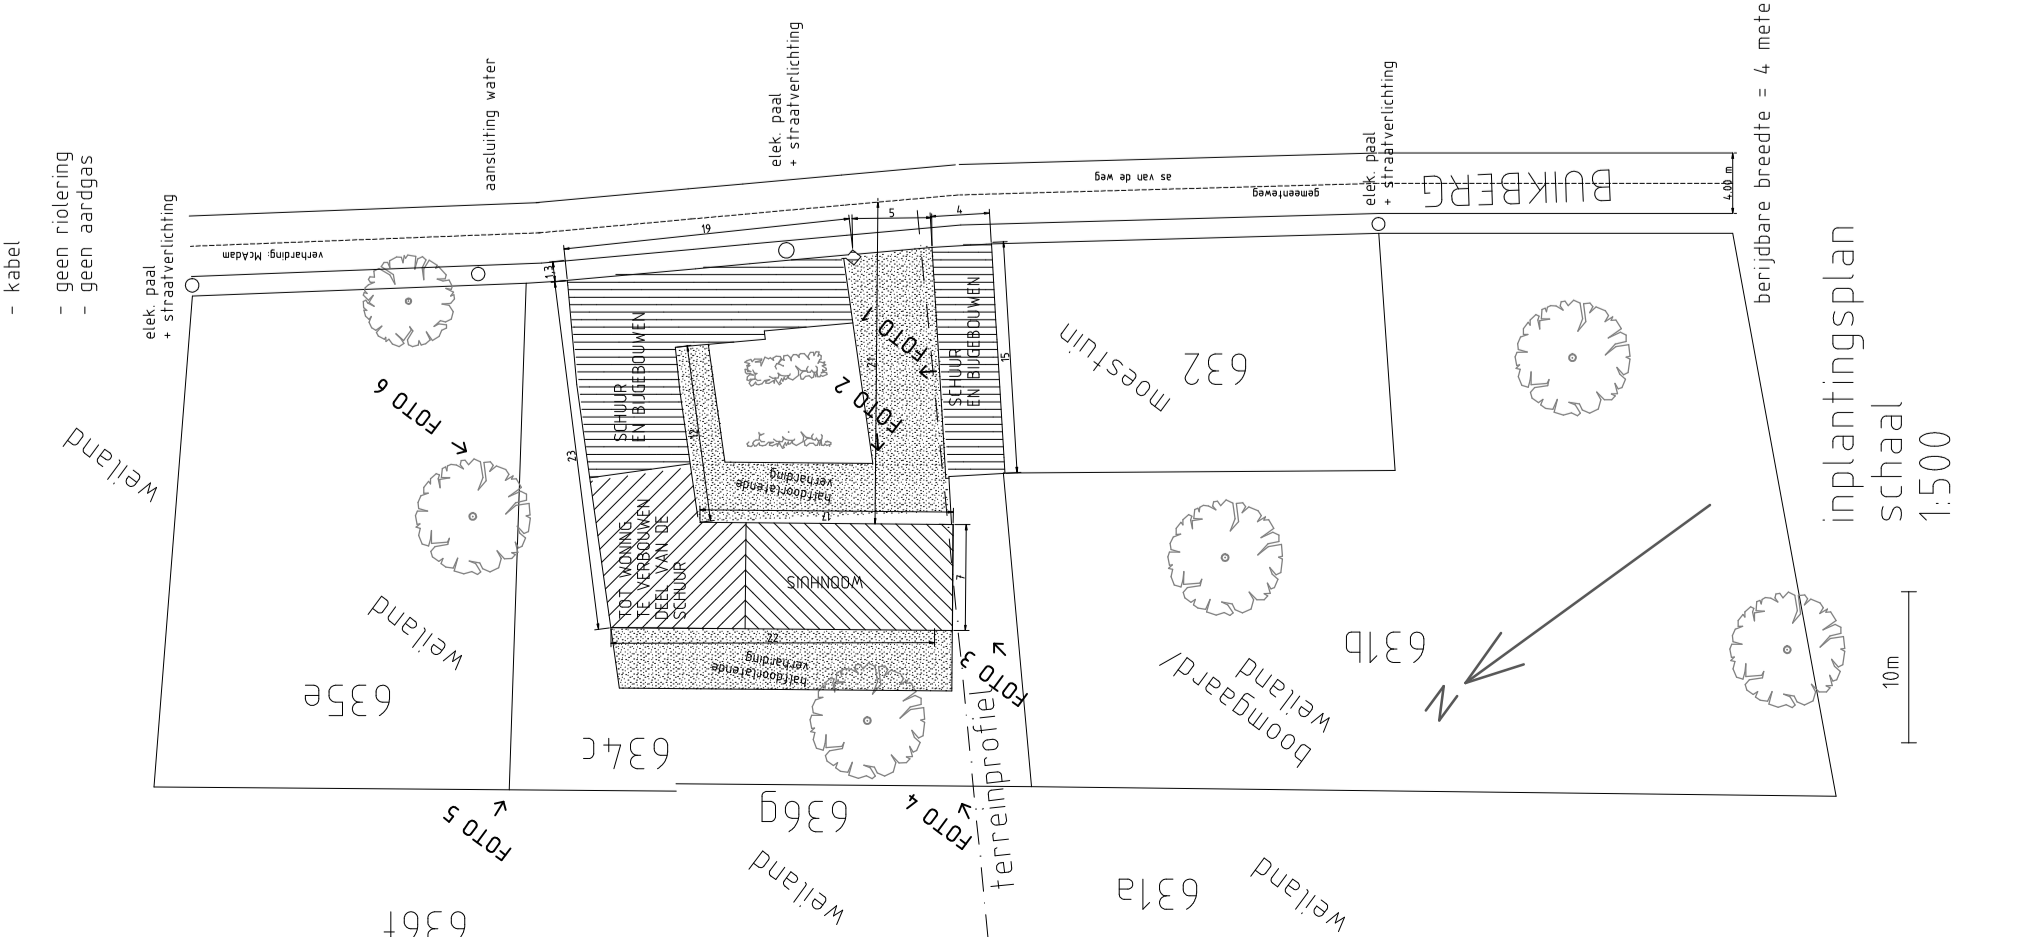 - kabel
- geen riolering
- geen aardgas
elek. paal
+ straatverlichting
aansluiting water
elek. paal
+ straatverlichting
elek. paal
+ straatverlichting
berijdbare breedte = 4 mete
as van de weg
gemeenteweg
BUIKBERG
4.00 m
verharding: McAdam
19
5
4
1.3
SCHUUR
EN BIJGEBOUWEN
FOTO 1
SCHUUR
EN BIJGEBOUWEN
15
21
FOTO 2
12
23
moestuin
632
FOTO 6
weiland
halfdoorlatende
verharding
17
TOT WONING
TE VERBOUWEN
DEEL VAN DE
SCHUUR
WOONHUIS
7
22
halfdoorlatende
verharding
FOTO 3
weiland
635e
634c
631b
boomgaard/
weiland
N
inplantingsplan
schaal
1:500
10m
FOTO 5
636g
FOTO 4
terreinprofiel
weiland
631a
weiland
636f